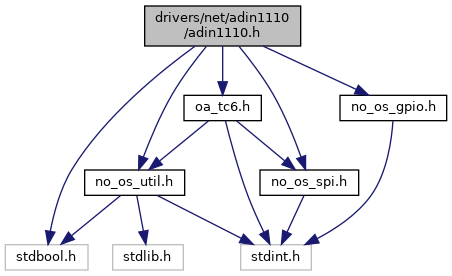 drivers/net/adin1110
/adin1110.h
oa_tc6.h
no_os_gpio.h
no_os_util.h
no_os_spi.h
stdbool.h
stdlib.h
stdint.h